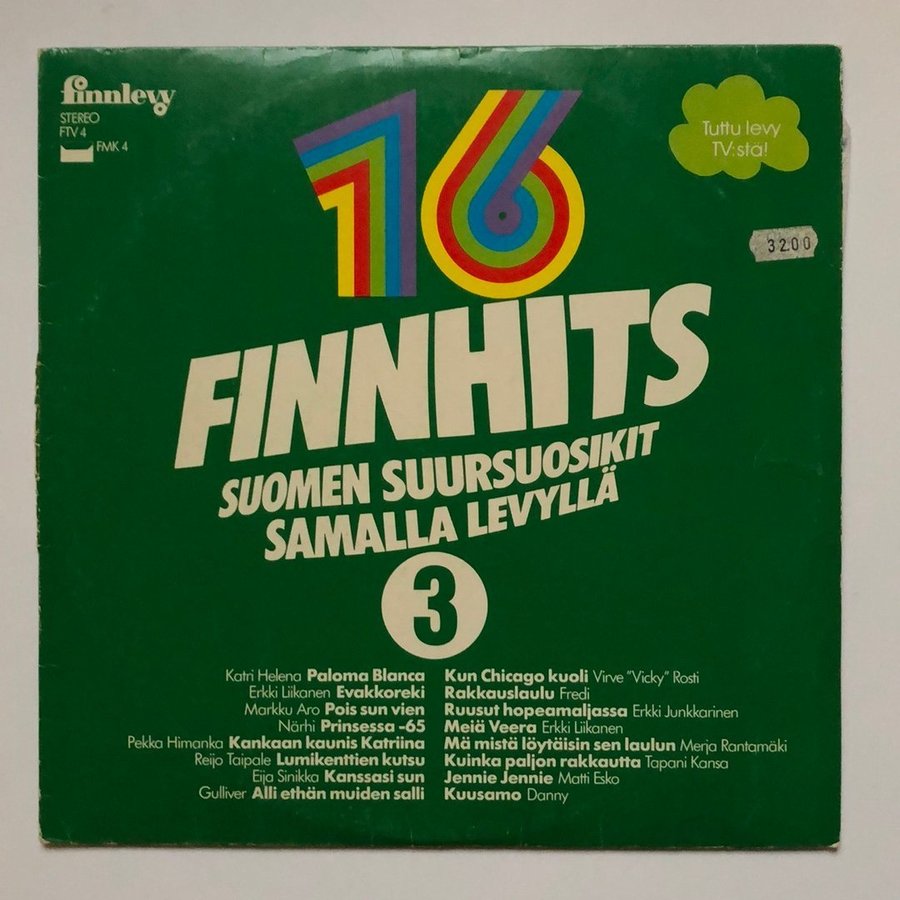 finnlevy
STEREO
FTV 4
FMK 4
16
Tuttu levy
TV:stä!
32.00
FINNHITS
SUOMEN SUURSUOSIKIT
SAMALLA LEVYLLÄ
3
Katri Helena Paloma Blanca
Erkki Liikanen Evakkoreki
Markku Aro Pois sun vien
Närhi Prinsessa -65
Pekka Himanka Kankaan kaunis Katriina
Reijo Taipale Lumikenttien kutsu
Eija Sinikka Kanssasi sun
Gulliver Alli ethän muiden salli
Kun Chicago kuoli Virve "Vicky" Rosti
Rakkauslaulu Fredi
Ruusut hopeamaljassa Erkki Junkkarinen
Meiä Veera Erkki Liikanen
Mä mistä löytäisin sen laulun Merja Rantamäki
Kuinka paljon rakkautta Tapani Kansa
Jennie Jennie Matti Esko
Kuusamo Danny